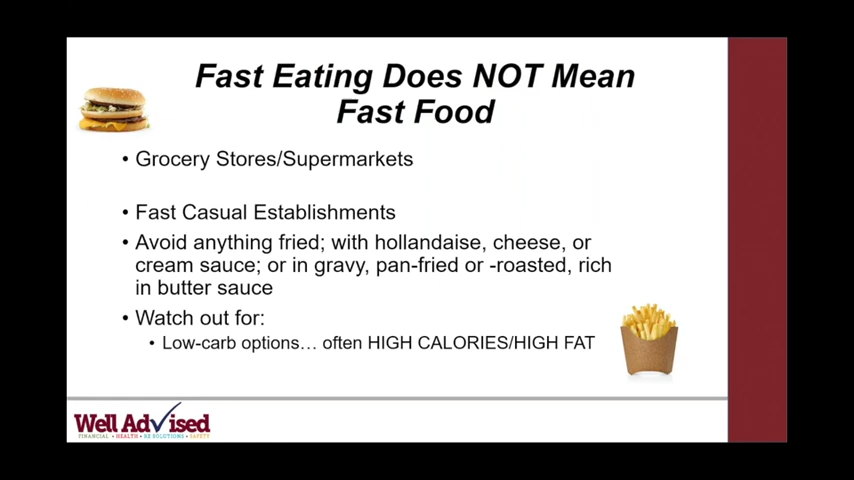 Fast Eating Does NOT Mean
Fast Food
• Grocery Stores/Supermarkets
• Fast Casual Establishments
• Avoid anything fried; with hollandaise, cheese, or
cream sauce; or in gravy, pan-fried or -roasted, rich
in butter sauce
• Watch out for:
• Low-carb options... often HIGH CALORIES/HIGH FAT
Well Advised
FINANCIAL • HEALTH • RESOLUTIONS • SAFETY